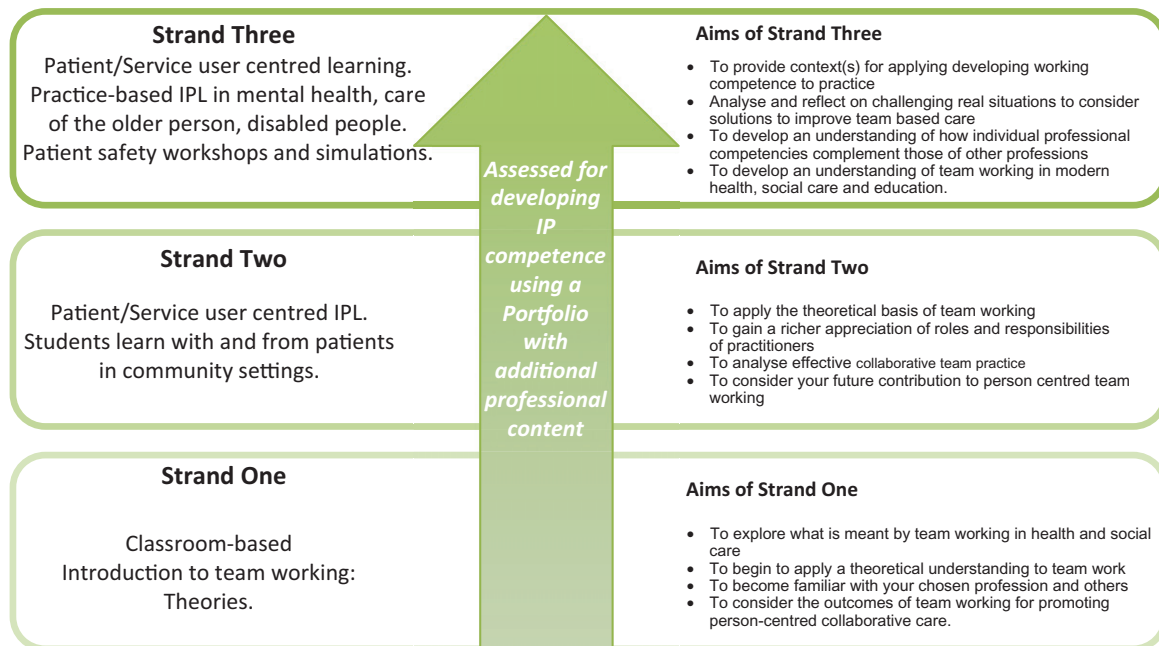 Strand Three
Patient/Service user centred learning.
Practice-based IPL in mental health, care
of the older person, disabled people.
Patient safety workshops and simulations.
Aims of Strand Three
• To provide context(s) for applying developing working
competence to practice
• Analyse and reflect on challenging real situations to consider
solutions to improve team based care
• To develop an understanding of how individual professional
competencies complement those of other professions
• To develop an understanding of team working in modern
health, social care and education.
Assessed for
developing
IP
competence
using a
Portfolio
with
additional
professional
content
Strand Two
Patient/Service user centred IPL.
Students learn with and from patients
in community settings.
Aims of Strand Two
• To apply the theoretical basis of team working
• To gain a richer appreciation of roles and responsibilities
of practitioners
• To analyse effective collaborative team practice
• To consider your future contribution to person centred team
working
Strand One
Classroom-based
Introduction to team working:
Theories.
Aims of Strand One
• To explore what is meant by team working in health and social
care
• To begin to apply a theoretical understanding to team work
• To become familiar with your chosen profession and others
• To consider the outcomes of team working for promoting
person-centred collaborative care.